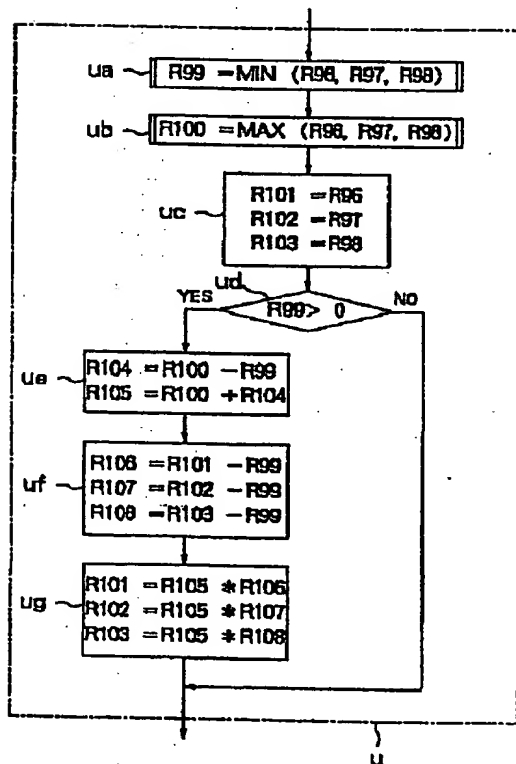 ua
R99 =MIN (R96, R97, R98)
ub
R100 =MAX (R96, R97, R98)
uc
R101 =R96
R102 =R97
R103 =R98
ud
YES
R99> 0
NO
ue
R104 =R100 -R99
R105 =R100 +R104
uf
R106 =R101 -R99
R107 =R102 -R99
R108 =R103 -R99
ug
R101 =R105 *R106
R102 =R105 *R107
R103 =R105 *R108
u